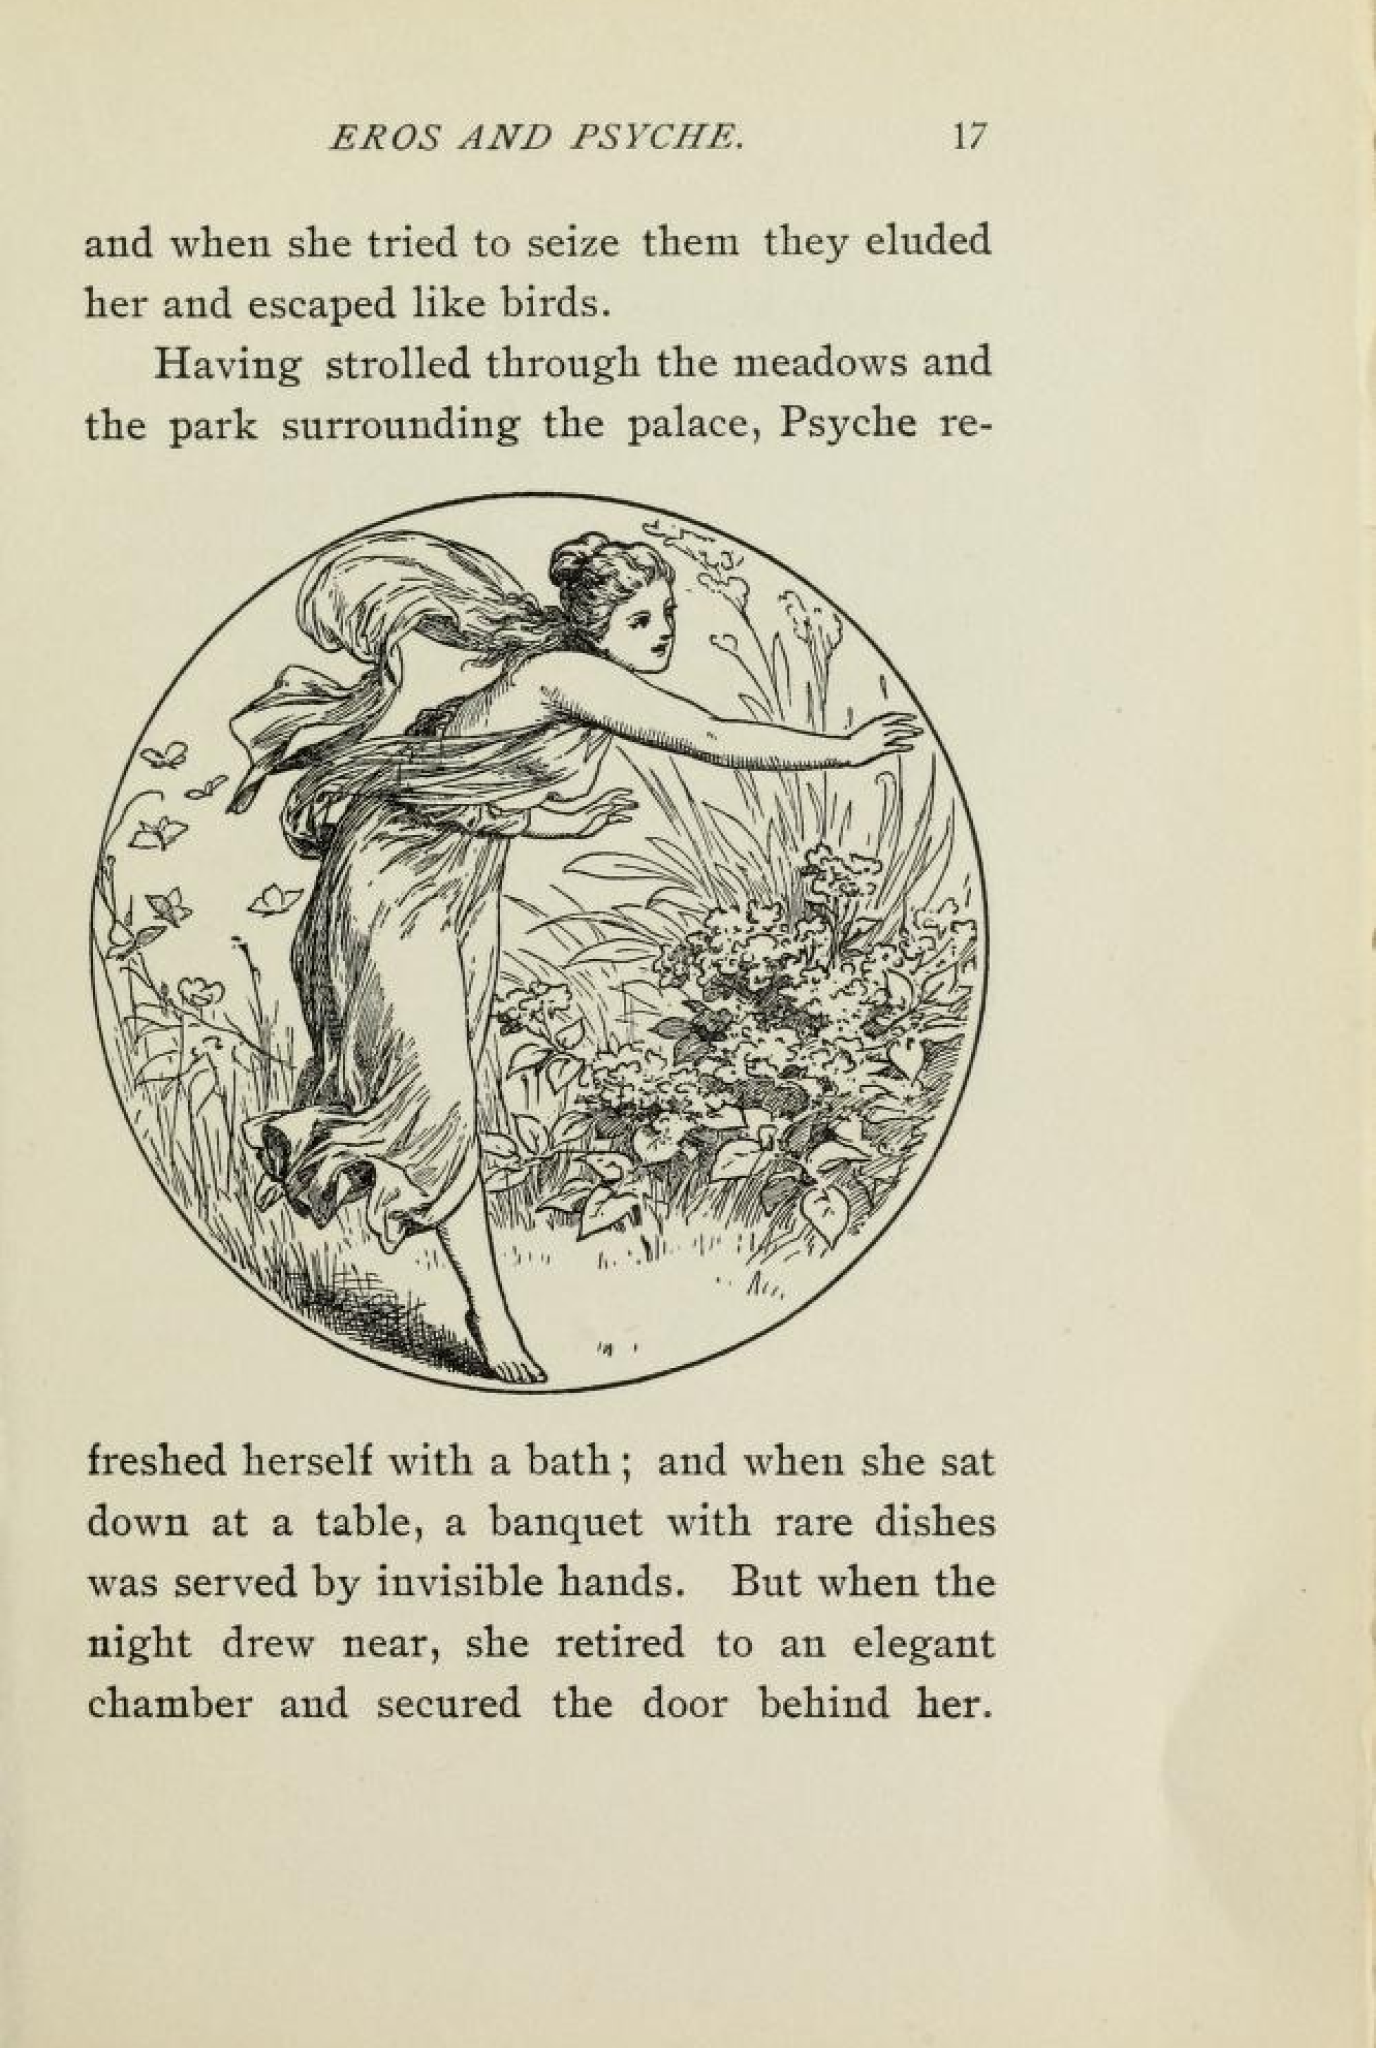 EROS AND PSYCHE. 17
and when she tried to seize them they eluded
her and escaped like birds.
Having strolled through the meadows and
the park surrounding the palace, Psyche re-
freshed herself with a bath; and when she sat
down at a table, a banquet with rare dishes
was served by invisible hands. But when the
night drew near, she retired to an elegant
chamber and secured the door behind her.